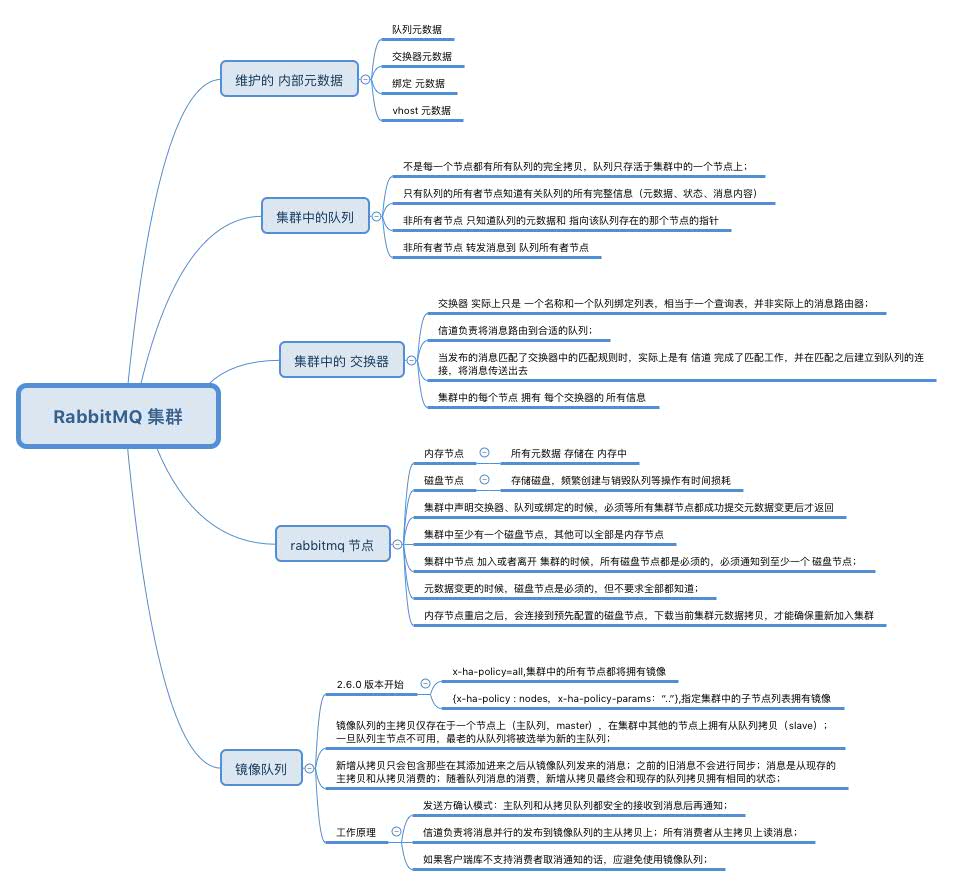 队列元数据
交换器元数据
维护的 内部元数据
绑定 元数据
vhost 元数据
不是每一个节点都有所有队列的完全拷贝，队列只存活于集群中的一个节点上；
只有队列的所有者节点知道有关队列的所有完整信息（元数据、状态、消息内容）
集群中的队列
非所有者节点 只知道队列的元数据和 指向该队列存在的那个节点的指针
非所有者节点 转发消息到 队列所有者节点
交换器 实际上只是 一个名称和一个队列绑定列表，相当于一个查询表，并非实际上的消息路由器；
信道负责将消息路由到合适的队列；
集群中的 交换器
当发布的消息匹配了交换器中的匹配规则时，实际上是有 信道 完成了匹配工作，并在匹配之后建立到队列的连
接，将消息传送出去
集群中的每个节点 拥有 每个交换器的 所有信息
RabbitMQ 集群
内存节点
所有元数据 存储在 内存中
磁盘节点
存储磁盘，频繁创建与销毁队列等操作有时间损耗
集群中声明交换器、队列或绑定的时候，必须等所有集群节点都成功提交元数据变更后才返回
集群中至少有一个磁盘节点，其他可以全部是内存节点
rabbitmq 节点
集群中节点 加入或者离开 集群的时候，所有磁盘节点都是必须的，必须通知到至少一个 磁盘节点；
元数据变更的时候，磁盘节点是必须的，但不要求全部都知道；
内存节点重启之后，会连接到预先配置的磁盘节点，下载当前集群元数据拷贝，才能确保重新加入集群
2.6.0 版本开始
x-ha-policy=all,集群中的所有节点都将拥有镜像
{x-ha-policy : nodes，x-ha-policy-params：“..”},指定集群中的子节点列表拥有镜像
镜像队列的主拷贝仅存在于一个节点上（主队列，master），在集群中其他的节点上拥有从队列拷贝（slave）；
一旦队列主节点不可用，最老的从队列将被选举为新的主队列；
镜像队列
新增从拷贝只会包含那些在其添加进来之后从镜像队列发来的消息；之前的旧消息不会进行同步；消息是从现存的
主拷贝和从拷贝消费的；随着队列消息的消费，新增从拷贝最终会和现存的队列拷贝拥有相同的状态；
工作原理
发送方确认模式：主队列和从拷贝队列都安全的接收到消息后再通知；
信道负责将消息并行的发布到镜像队列的主从拷贝上；所有消费者从主拷贝上读消息；
如果客户端库不支持消费者取消通知的话，应避免使用镜像队列；